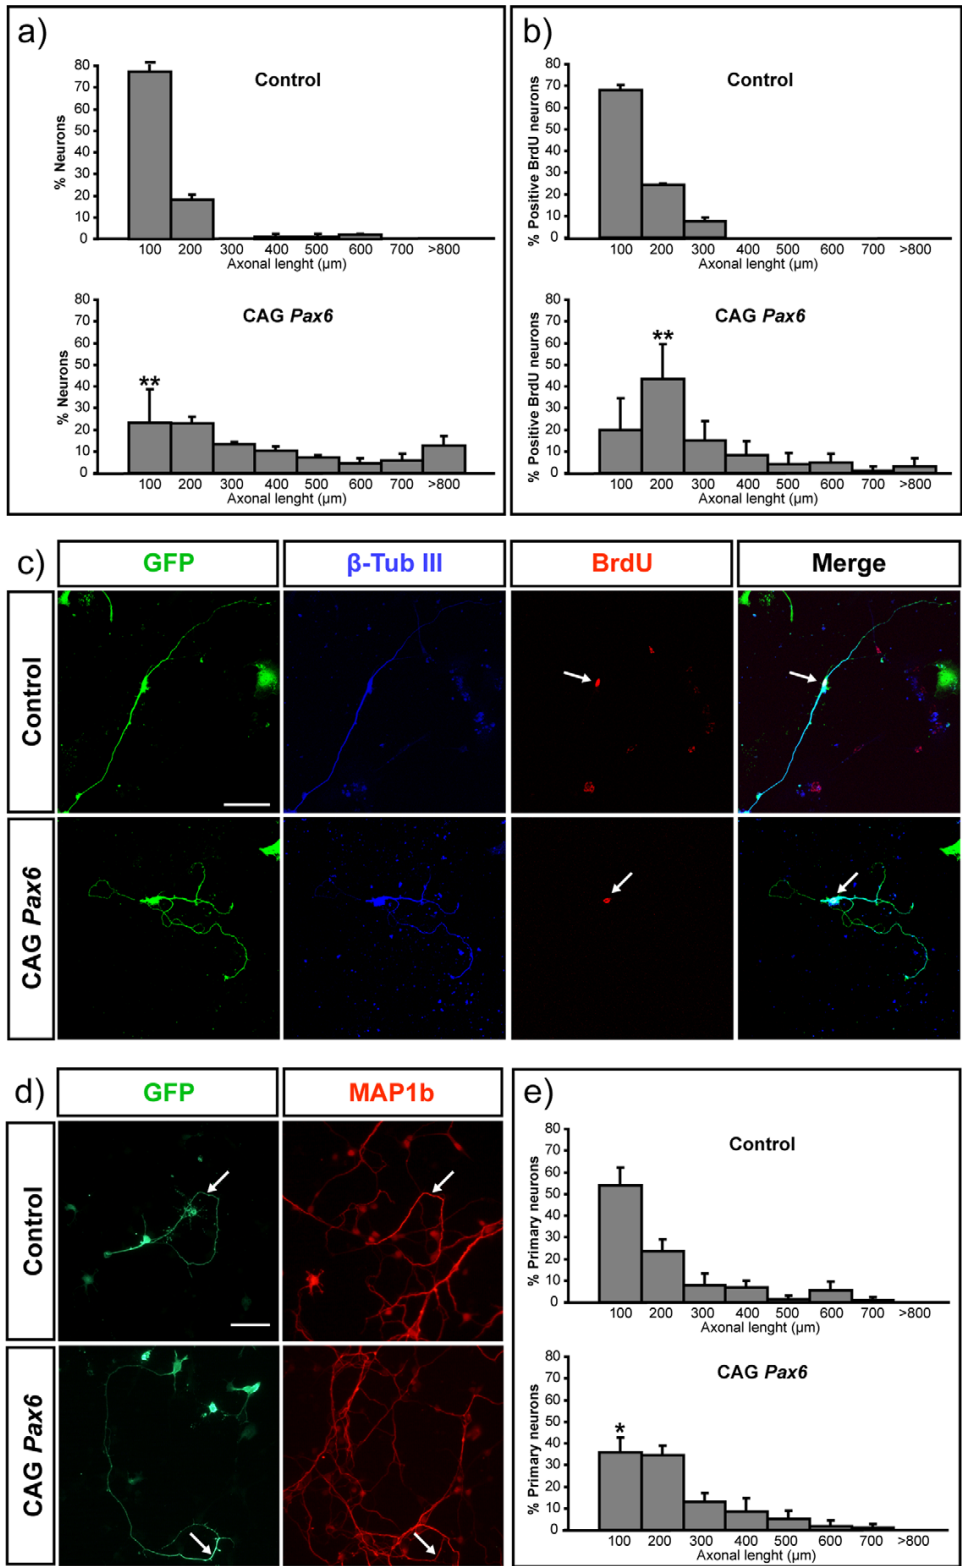 a)
Control
% Neurons
80
70
60
50
40
30
20
10
0
100 200 300 400 500 600 700 >800
Axonal lenght (µm)
CAG Pax6
% Neurons
80
70
60
50
40
30
20
10
0
**
100 200 300 400 500 600 700 >800
Axonal lenght (µm)
b)
Control
% Positive BrdU neurons
80
70
60
50
40
30
20
10
0
100 200 300 400 500 600 700 >800
Axonal lenght (µm)
CAG Pax6
% Positive BrdU neurons
80
70
60
50
40
30
20
10
0
**
100 200 300 400 500 600 700 >800
Axonal lenght (µm)
c)
GFP β-Tub III BrdU Merge
Control
CAG Pax6
d)
GFP MAP1b
Control
CAG Pax6
e)
Control
% Primary neurons
80
70
60
50
40
30
20
10
0
100 200 300 400 500 600 700 >800
Axonal lenght (µm)
CAG Pax6
% Primary neurons
80
70
60
50
40
30
20
10
0
*
100 200 300 400 500 600 700 >800
Axonal lenght (µm)